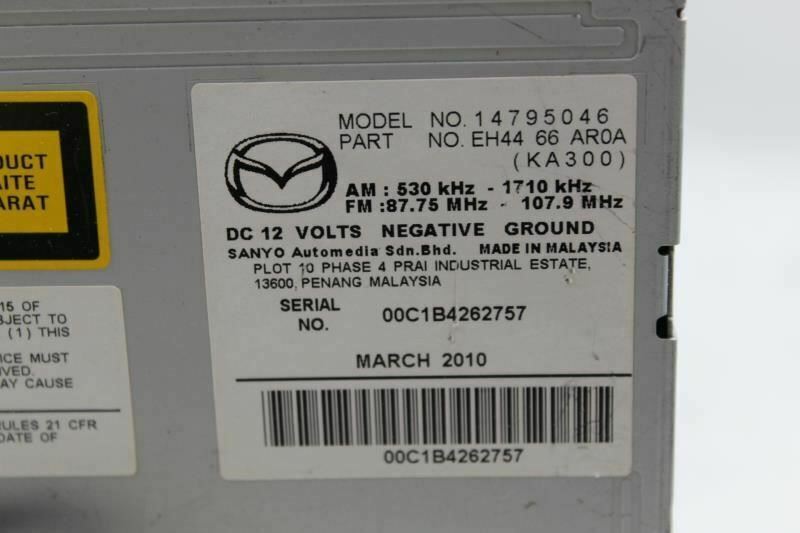 MODEL NO. 14795046
PART NO. EH44 66 AR0A
(KA300)
AM : 530 kHz - 1710 kHz
FM :87.75 MHz - 107.9 MHz
DC 12 VOLTS NEGATIVE GROUND
SANYO Automedia Sdn.Bhd. MADE IN MALAYSIA
PLOT 10 PHASE 4 PRAI INDUSTRIAL ESTATE,
13600, PENANG MALAYSIA
SERIAL NO. 00C1B4262757
MARCH 2010
00C1B4262757
DUCT
AITE
ARAT
15 OF
BJECT TO
(1) THIS
ICE MUST
IVED.
AY CAUSE
RULES 21 CFR
DATE OF